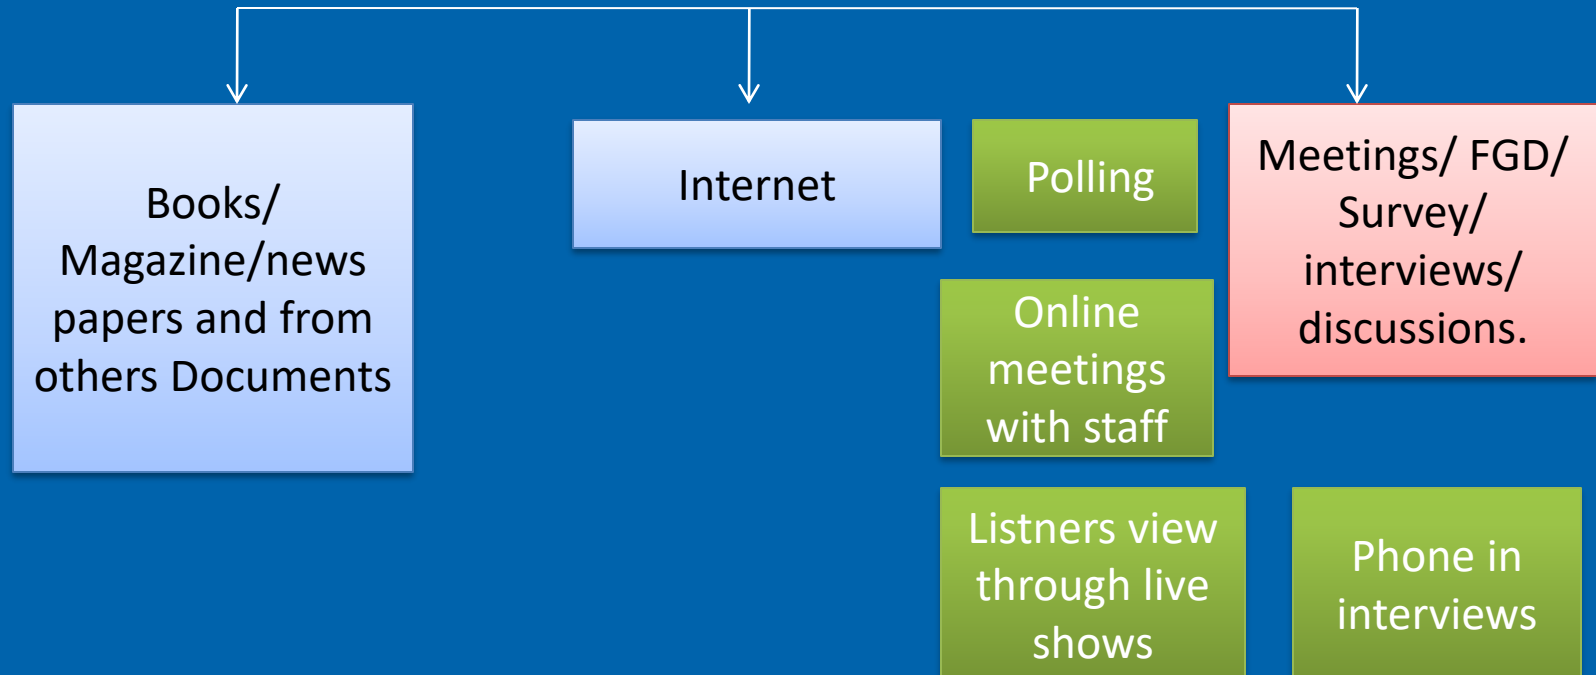 Books/
Magazine/news
papers and from
others Documents
Internet
Polling
Meetings/ FGD/
Survey/
interviews/
discussions.
Online
meetings
with staff
Listners view
through live
shows
Phone in
interviews